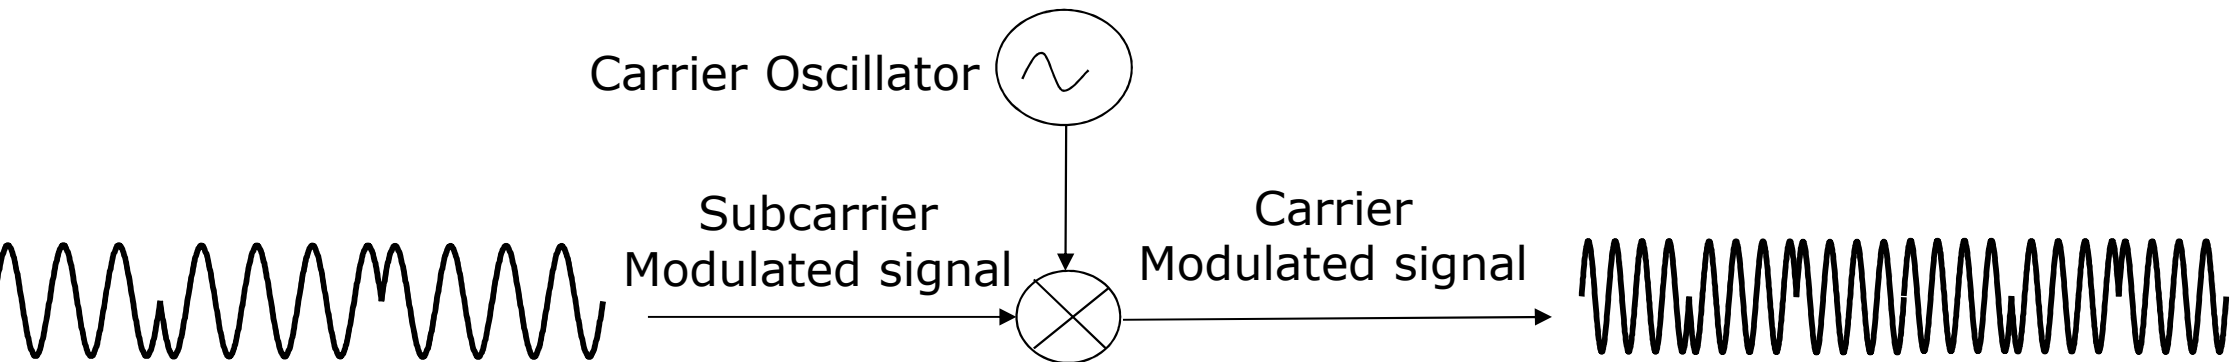 Carrier Oscillator
Subcarrier
Modulated signal
Carrier
Modulated signal